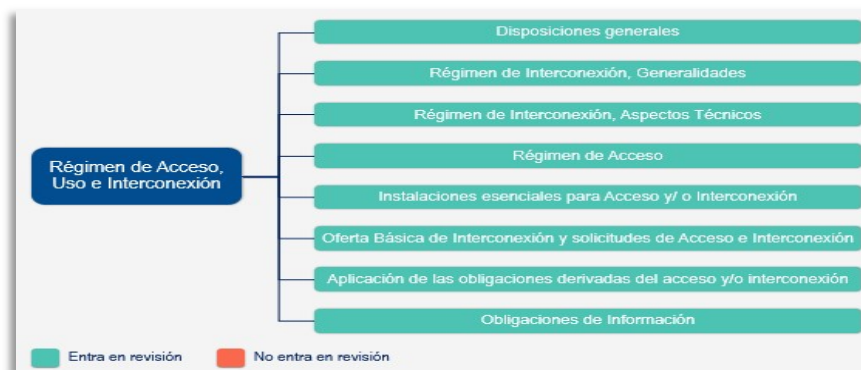 Disposiciones generales
Régimen de Interconexión, Generalidades
Régimen de Interconexión, Aspectos Técnicos
Régimen de Acceso,
Uso e Interconexión
Régimen de Acceso
Instalaciones esenciales para Acceso y/ o Interconexión
Oferta Básica de Interconexión y solicitudes de Acceso e Interconexión
Aplicación de las obligaciones derivadas del acceso y/o interconexión
Obligaciones de Información
Entra en revisión
No entra en revisión